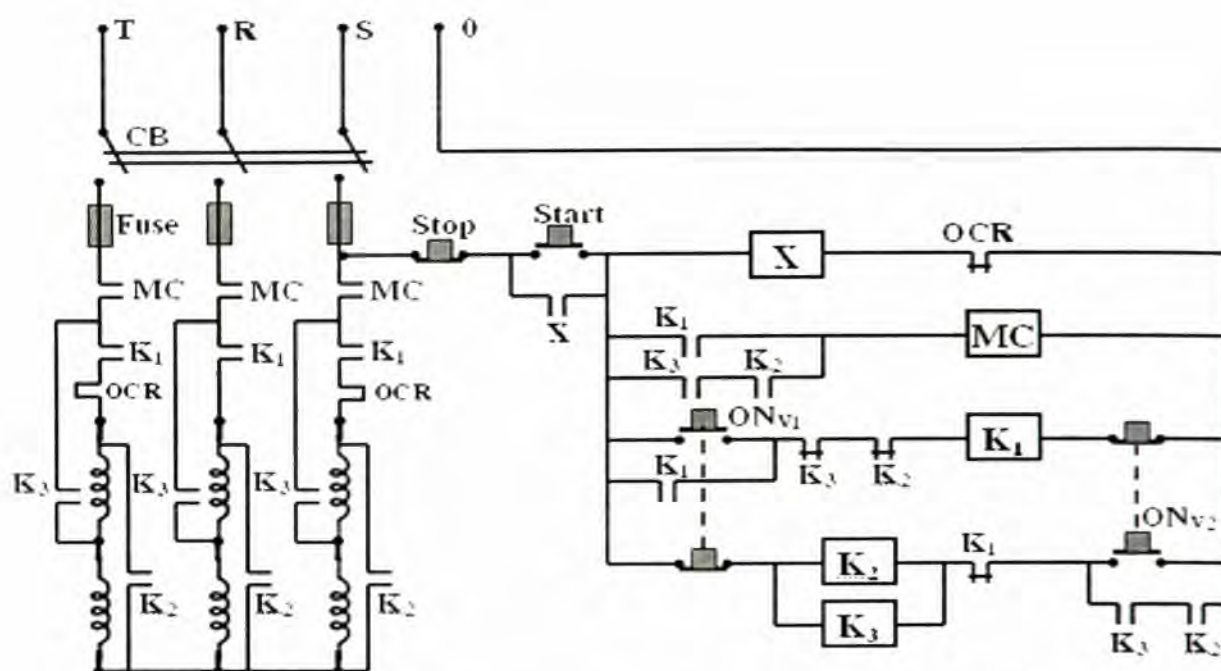 T R S 0
CB
Fuse
Stop Start
X OCR
MC MC MC
X
K₁ K₁ K₁
K₁ MC
OCR OCR
K₃ K₂
ONv₁
K₃ K₂ K₁
K₁
K₃ K₃ K₃
ONv₂
K₂ K₁
K₂ K₂ K₂
K₃ K₃ K₂